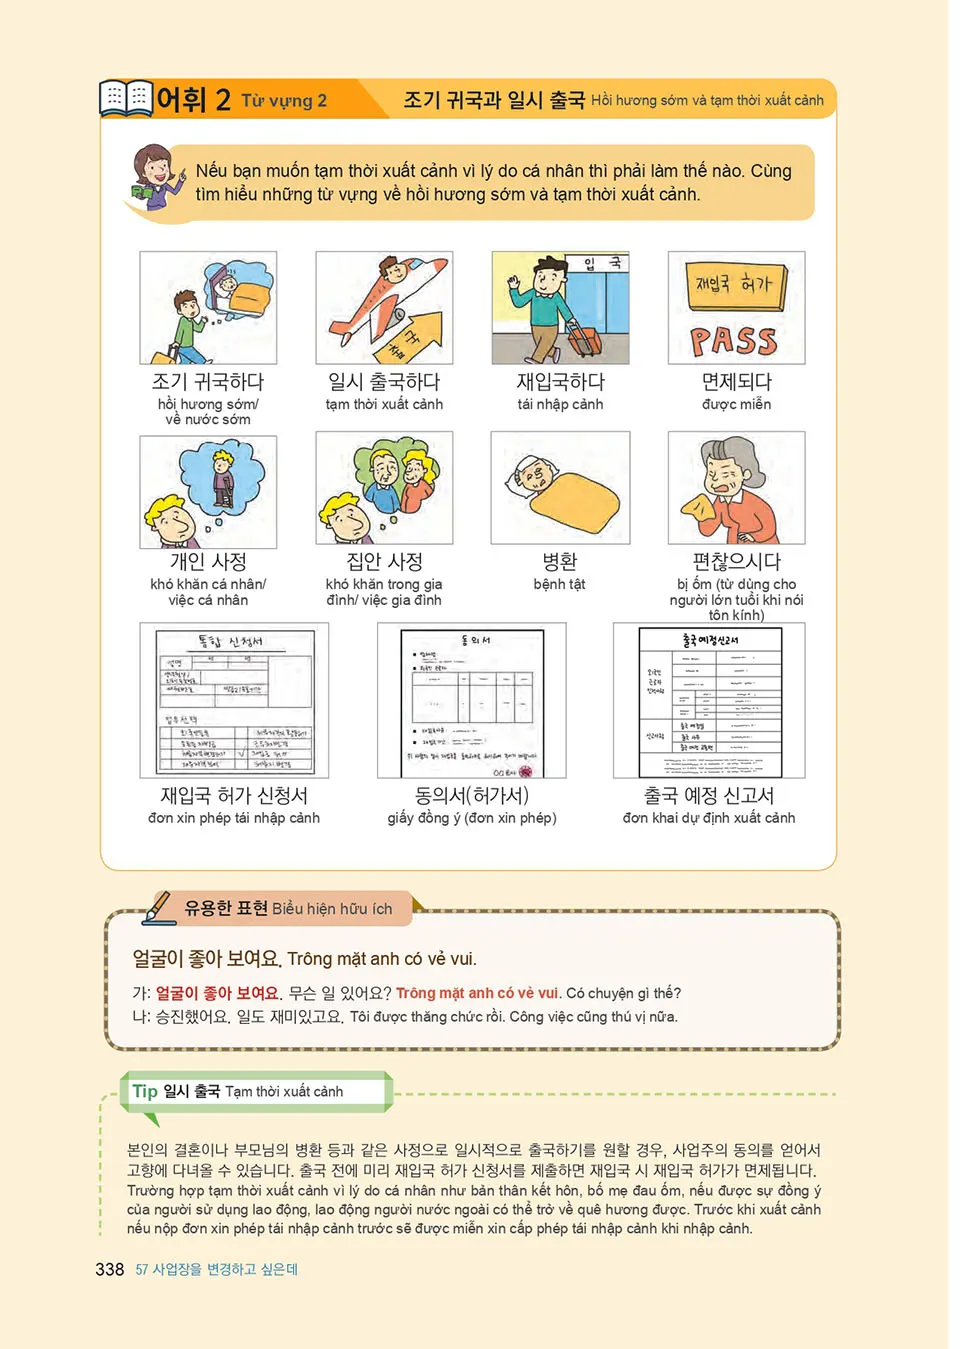 어휘 2 Từ vựng 2
조기 귀국과 일시 출국 Hồi hương sớm và tạm thời xuất cảnh
Nếu bạn muốn tạm thời xuất cảnh vì lý do cá nhân thì phải làm thế nào. Cùng
tìm hiểu những từ vựng về hồi hương sớm và tạm thời xuất cảnh.
입 국
재입국 허가
PASS
조기 귀국하다
hồi hương sớm/
về nước sớm
일시 출국하다
tạm thời xuất cảnh
재입국하다
tái nhập cảnh
면제되다
được miễn
개인 사정
khó khăn cá nhân/
việc cá nhân
집안 사정
khó khăn trong gia
đình/ việc gia đình
병환
bệnh tật
편찮으시다
bị ốm (từ dùng cho
người lớn tuổi khi nói
tôn kính)
통합 신청서
동의서
출국예정신고서
재입국 허가 신청서
đơn xin phép tái nhập cảnh
동의서(허가서)
giấy đồng ý (đơn xin phép)
출국 예정 신고서
đơn khai dự định xuất cảnh
유용한 표현 Biểu hiện hữu ích
얼굴이 좋아 보여요. Trông mặt anh có vẻ vui.
가: 얼굴이 좋아 보여요. 무슨 일 있어요? Trông mặt anh có vẻ vui. Có chuyện gì thế?
나: 승진했어요. 일도 재미있고요. Tôi được thăng chức rồi. Công việc cũng thú vị nữa.
Tip 일시 출국 Tạm thời xuất cảnh
본인의 결혼이나 부모님의 병환 등과 같은 사정으로 일시적으로 출국하기를 원할 경우, 사업주의 동의를 얻어서
고향에 다녀올 수 있습니다. 출국 전에 미리 재입국 허가 신청서를 제출하면 재입국 시 재입국 허가가 면제됩니다.
Trường hợp tạm thời xuất cảnh vì lý do cá nhân như bản thân kết hôn, bố mẹ đau ốm, nếu được sự đồng ý
của người sử dụng lao động, lao động người nước ngoài có thể trở về quê hương được. Trước khi xuất cảnh
nếu nộp đơn xin phép tái nhập cảnh trước sẽ được miễn xin cấp phép tái nhập cảnh khi nhập cảnh.
338 57 사업장을 변경하고 싶은데